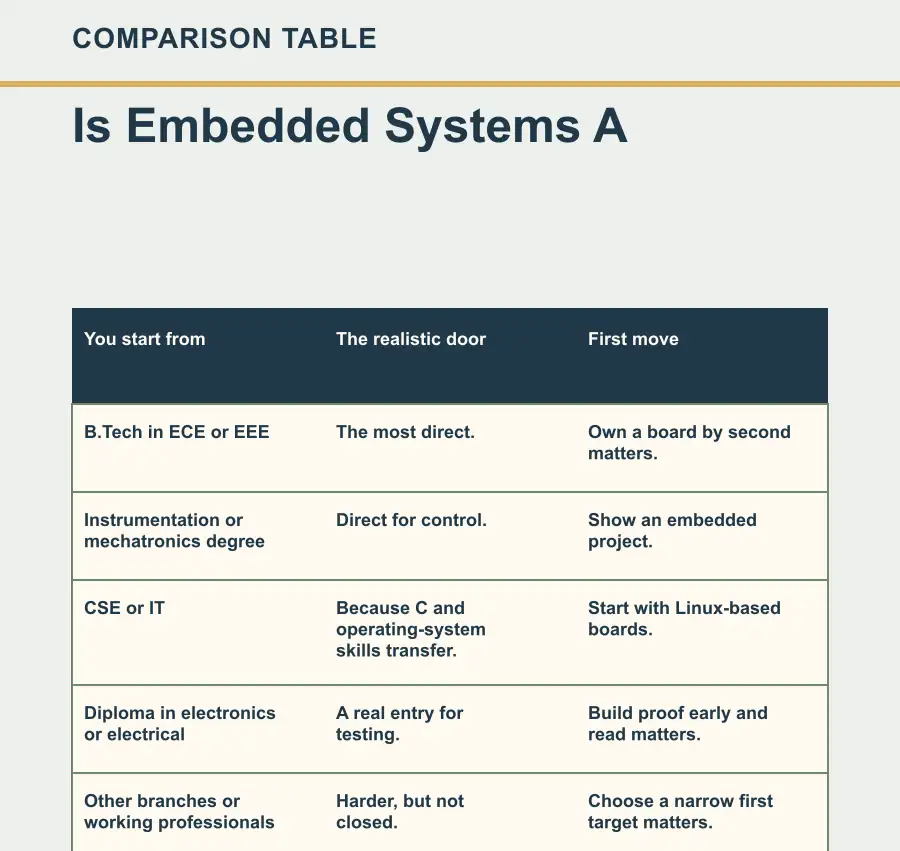 COMPARISON TABLE
Is Embedded Systems A
You start from
The realistic door
First move
B.Tech in ECE or EEE
The most direct.
Own a board by second
matters.
Instrumentation or
mechatronics degree
Direct for control.
Show an embedded
project.
CSE or IT
Because C and
operating-system
skills transfer.
Start with Linux-based
boards.
Diploma in electronics
or electrical
A real entry for
testing.
Build proof early and
read matters.
Other branches or
working professionals
Harder, but not
closed.
Choose a narrow first
target matters.